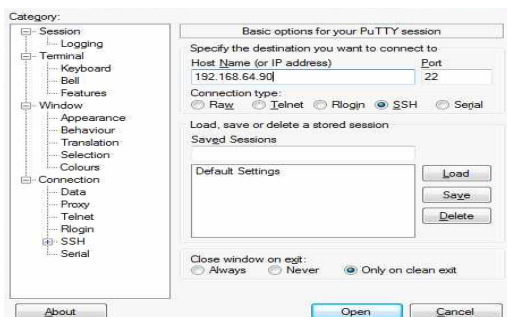 Category:
Session
Logging
Terminal
Keyboard
Bell
Features
Window
Appearance
Behaviour
Translation
Selection
Colours
Connection
Data
Proxy
Telnet
Rlogin
SSH
Serial
Basic options for your PuTTY session
Specify the destination you want to connect to
Host Name (or IP address) Port
192.168.64.90 22
Connection type:
Raw Telnet Rlogin SSH Serial
Load, save or delete a stored session
Saved Sessions
Default Settings
Load
Save
Delete
Close window on exit:
Always Never Only on clean exit
About Open Cancel